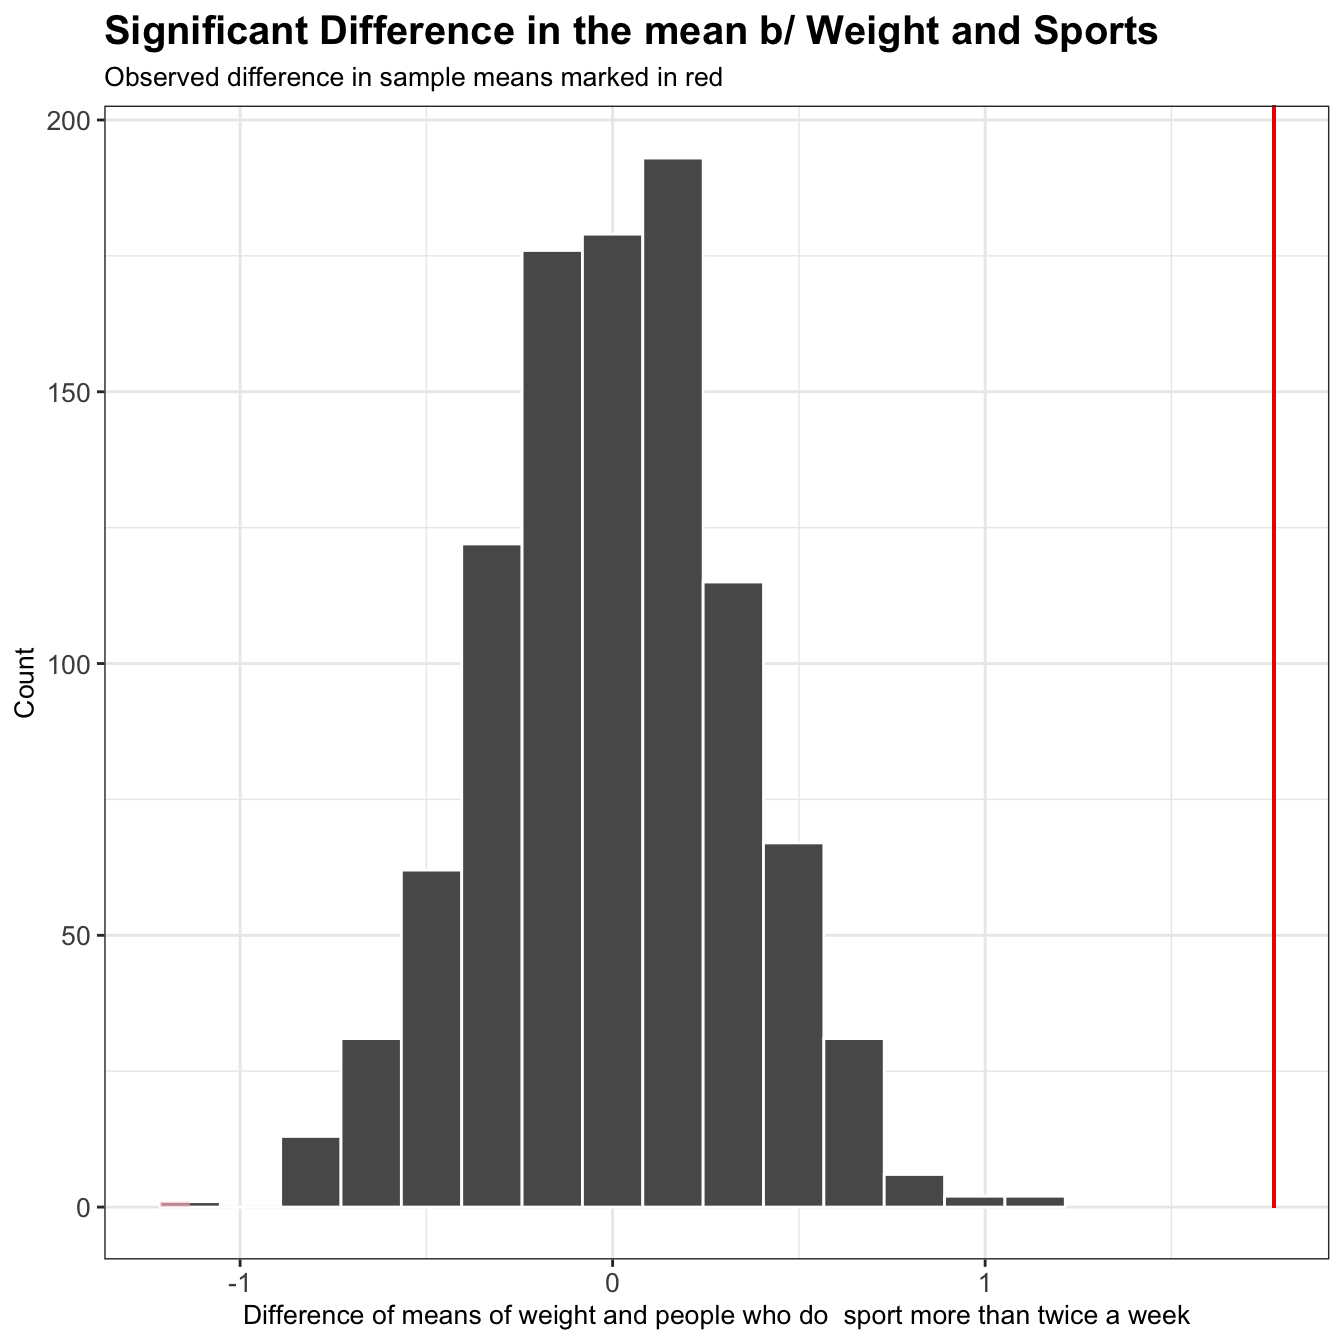 Significant Difference in the mean b/ Weight and Sports
Observed difference in sample means marked in red
200
150
100
50
0
Count
-1
0
1
Difference of means of weight and people who do  sport more than twice a week